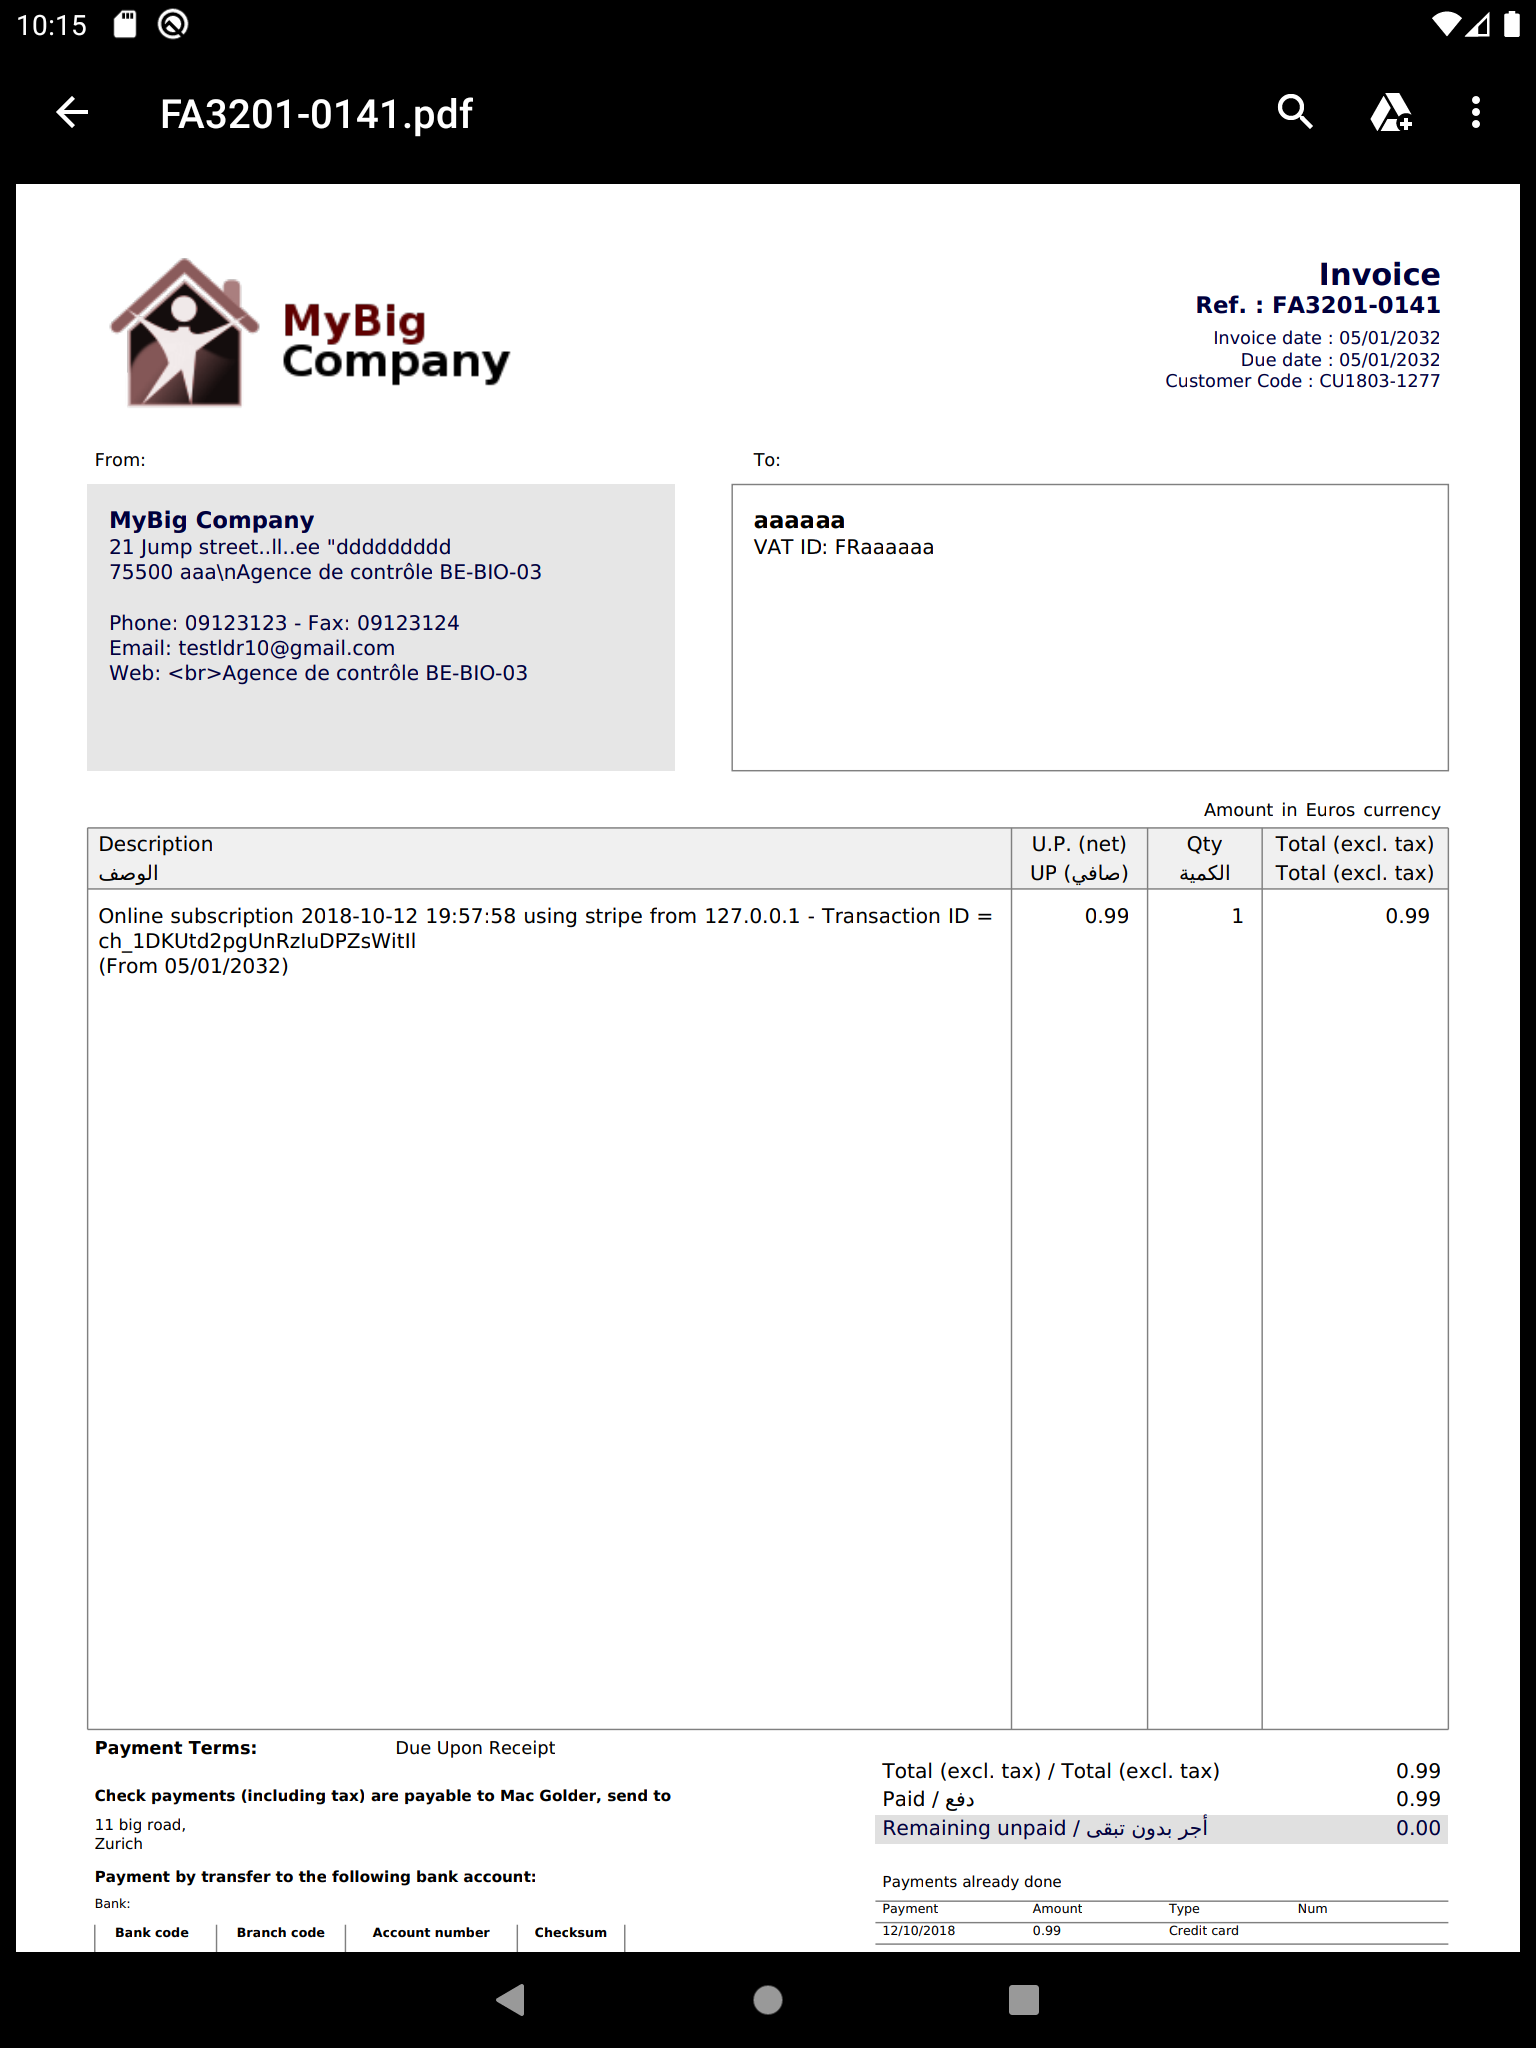 10:15
FA3201-0141.pdf
MyBig
Company
Invoice
Ref. : FA3201-0141
Invoice date : 05/01/2032
Due date : 05/01/2032
Customer Code : CU1803-1277
From:
To:
MyBig Company
21 Jump street..ll..ee "ddddddddd
75500 aaa\nAgence de contrôle BE-BIO-03
Phone: 09123123 - Fax: 09123124
Email: testldr10@gmail.com
Web: <br>Agence de contrôle BE-BIO-03
aaaaaa
VAT ID: FRaaaaaa
Amount in Euros currency
Description U.P. (net) Qty Total (excl. tax)
الوصف UP (صافي) الكمية Total (excl. tax)
Online subscription 2018-10-12 19:57:58 using stripe from 127.0.0.1 - Transaction ID = 0.99 1 0.99
ch_1DKUtd2pgUnRzIuDPZsWitIl
(From 05/01/2032)
Payment Terms: Due Upon Receipt
Check payments (including tax) are payable to Mac Golder, send to
11 big road,
Zurich
Payment by transfer to the following bank account:
Bank:
Bank code Branch code Account number Checksum
Total (excl. tax) / Total (excl. tax) 0.99
Paid / دفع 0.99
Remaining unpaid / أجر بدون تبقى 0.00
Payments already done
Payment Amount Type Num
12/10/2018 0.99 Credit card